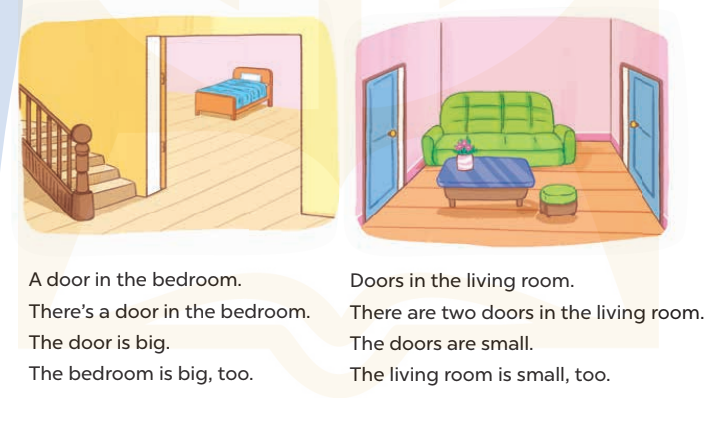 A door in the bedroom.
There's a door in the bedroom.
The door is big.
The bedroom is big, too.
Doors in the living room.
There are two doors in the living room.
The doors are small.
The living room is small, too.